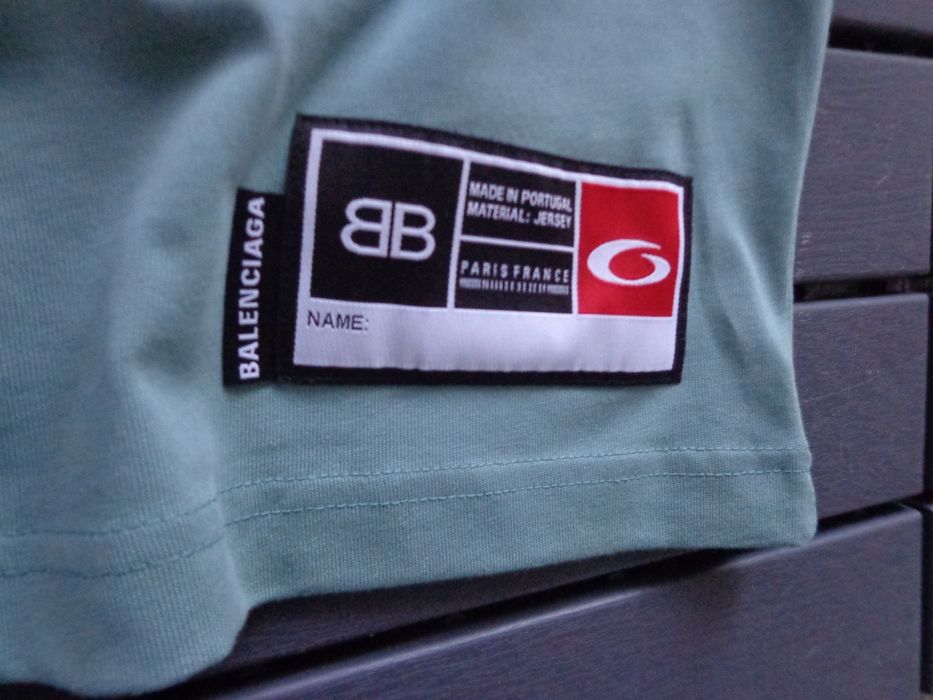 BALENCIAGA
BB
MADE IN PORTUGAL
MATERIAL: JERSEY
PARIS FRANCE
NAME: